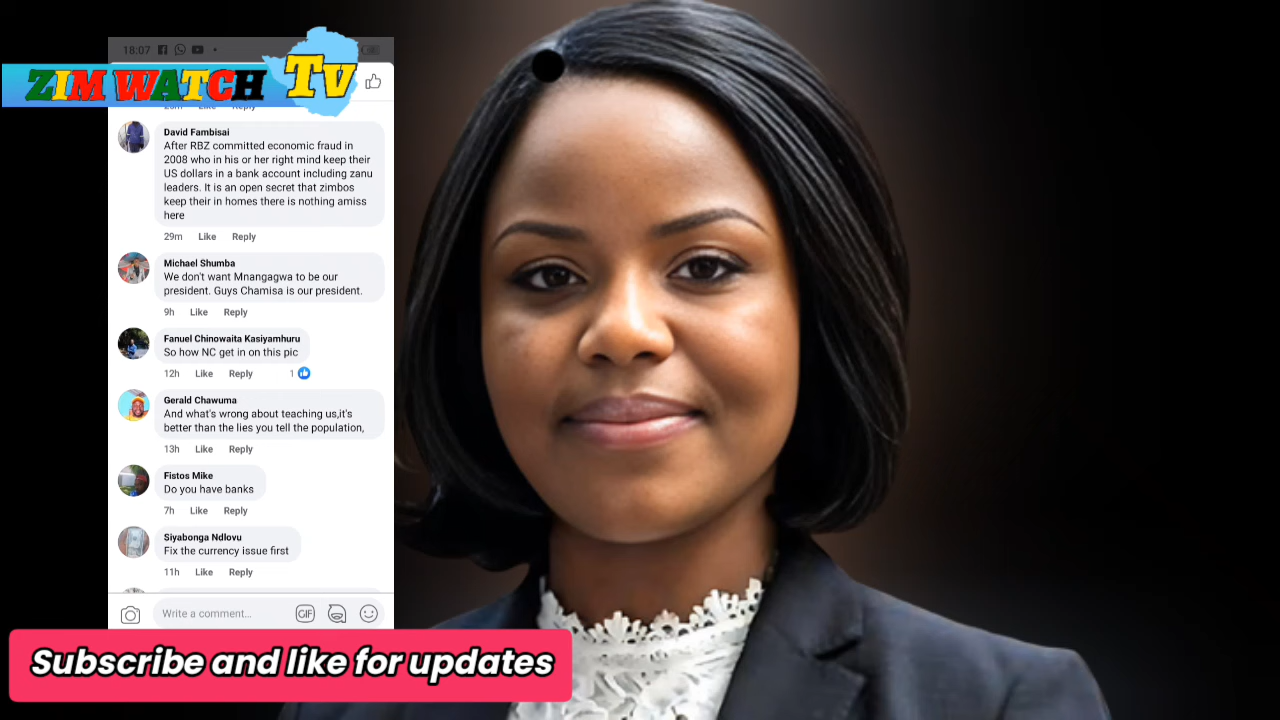 18:07
ZIM WATCH TV
Like Reply
David Fambisai
After RBZ committed economic fraud in
2008 who in his or her right mind keep their
US dollars in a bank account including zanu
leaders. It is an open secret that zimbos
keep their in homes there is nothing amiss
here
29m Like Reply
Michael Shumba
We don't want Mnangagwa to be our
president. Guys Chamisa is our president.
9h Like Reply
Fanuel Chinowaita Kasiyamhuru
So how NC get in on this pic
12h Like Reply 1
Gerald Chawuma
And what's wrong about teaching us,it's
better than the lies you tell the population,
13h Like Reply
Fistos Mike
Do you have banks
7h Like Reply
Siyabonga Ndlovu
Fix the currency issue first
11h Like Reply
Write a comment...
GIF
Subscribe and like for updates